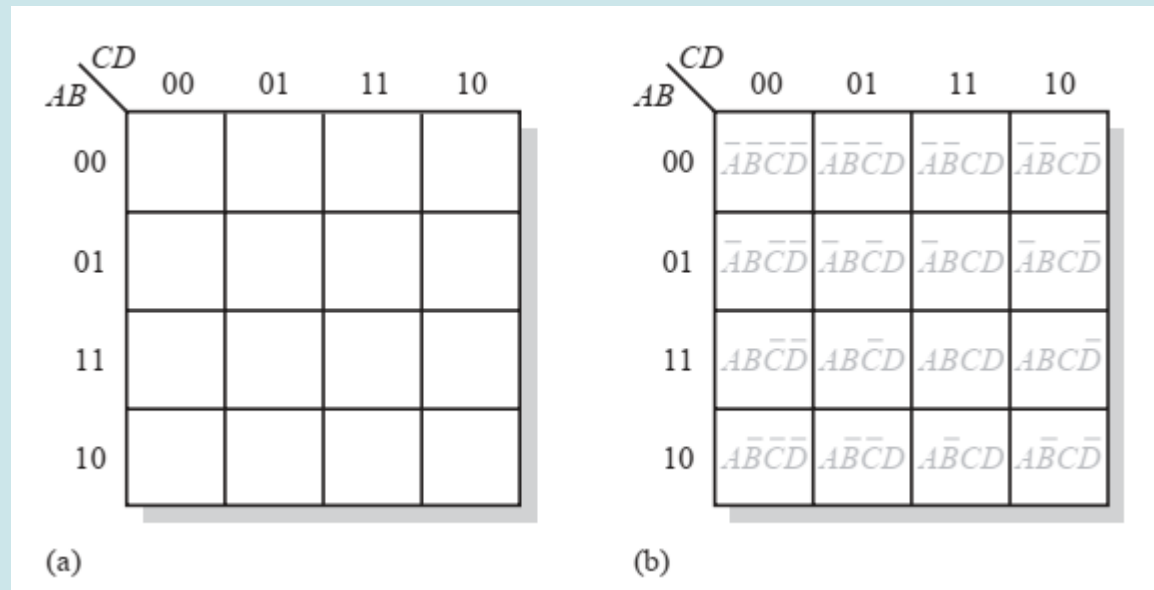 CD CD
AB 00 01 11 10 AB 00 01 11 10
00 00 A̅B̅C̅D̅ A̅B̅C̅D A̅B̅CD A̅B̅CD̅
01 01 A̅BC̅D̅ A̅BC̅D A̅BCD A̅BCD̅
11 11 ABC̅D̅ ABC̅D ABCD ABCD̅
10 10 AB̅C̅D̅ AB̅C̅D AB̅CD AB̅CD̅
(a) (b)